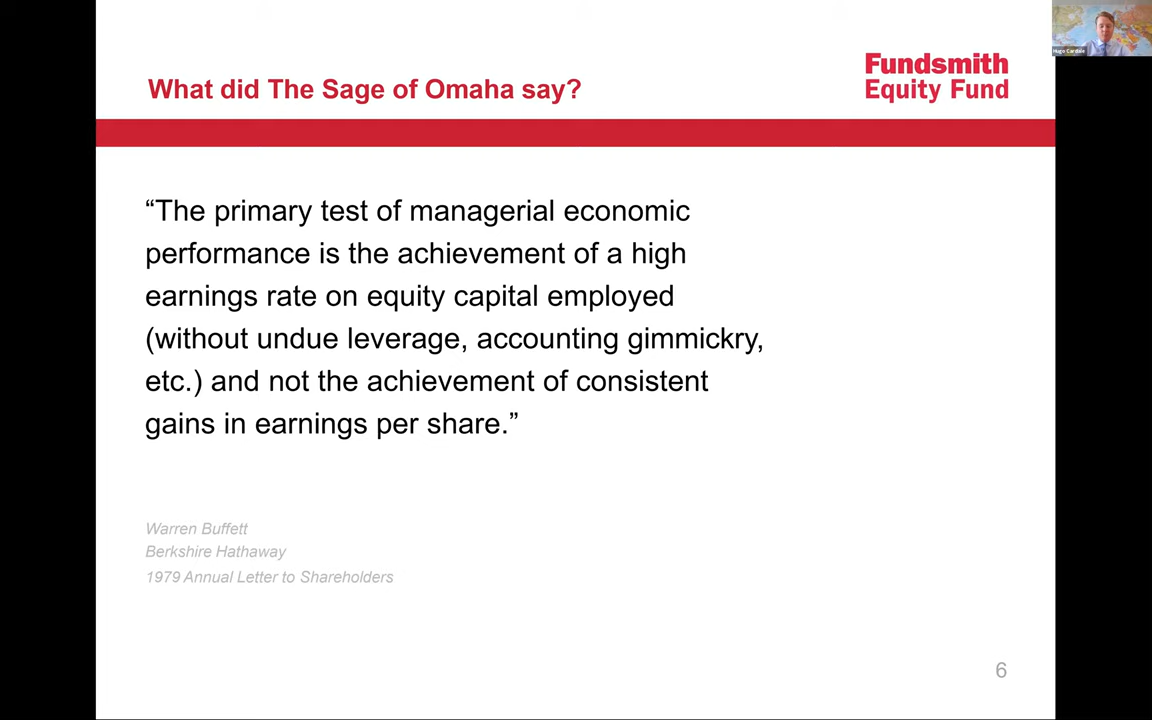 Hugo Cardale
What did The Sage of Omaha say?
Fundsmith
Equity Fund
“The primary test of managerial economic
performance is the achievement of a high
earnings rate on equity capital employed
(without undue leverage, accounting gimmickry,
etc.) and not the achievement of consistent
gains in earnings per share.”
Warren Buffett
Berkshire Hathaway
1979 Annual Letter to Shareholders
6